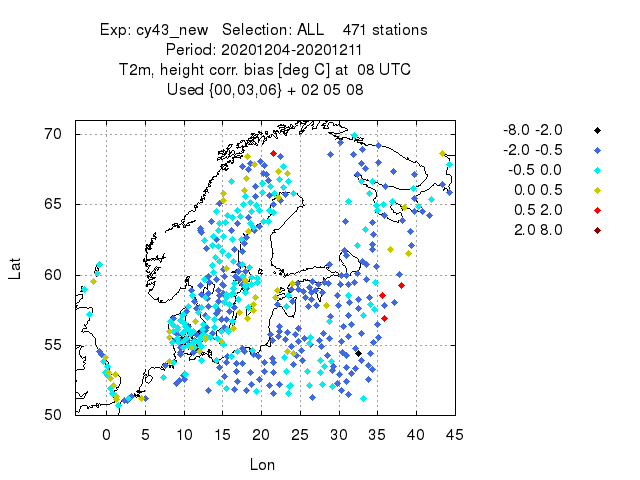 Exp: cy43_new Selection: ALL 471 stations
Period: 20201204-20201211
T2m, height corr. bias [deg C] at 08 UTC
Used {00,03,06} + 02 05 08
70
65
60
55
50
Lat
0 5 10 15 20 25 30 35 40 45
Lon
-8.0 -2.0
-2.0 -0.5
-0.5 0.0
0.0 0.5
0.5 2.0
2.0 8.0